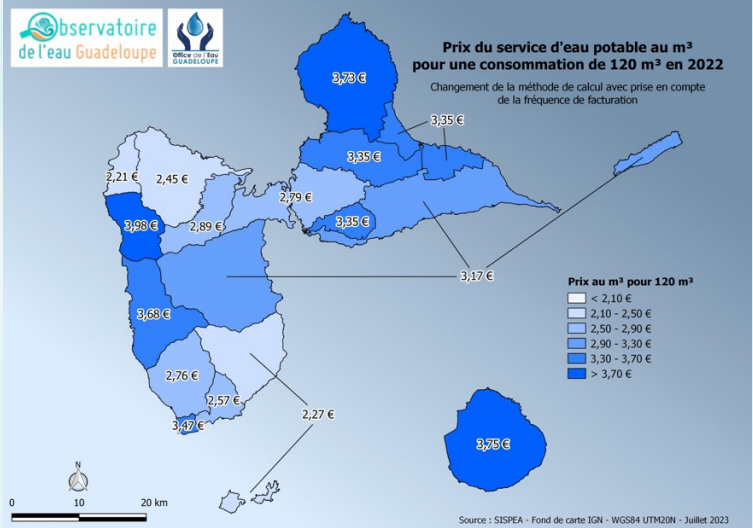 Observatoire
de l'eau Guadeloupe
Office de l'Eau
GUADELOUPE
Prix du service d'eau potable au m³
pour une consommation de 120 m³ en 2022
Changement de la méthode de calcul avec prise en compte
de la fréquence de facturation
3,73 €
3,35 €
3,35 €
2,21 €
2,45 €
2,79 €
3,98 €
2,89 €
3,35 €
3,17 €
3,68 €
2,76 €
2,57 €
3,47 €
2,27 €
3,75 €
Prix au m³ pour 120 m³
< 2,10 €
2,10 - 2,50 €
2,50 - 2,90 €
2,90 - 3,30 €
3,30 - 3,70 €
> 3,70 €
N
0 10 20 km
Source : SISPEA - Fond de carte IGN - WGS84 UTM20N - Juillet 2023